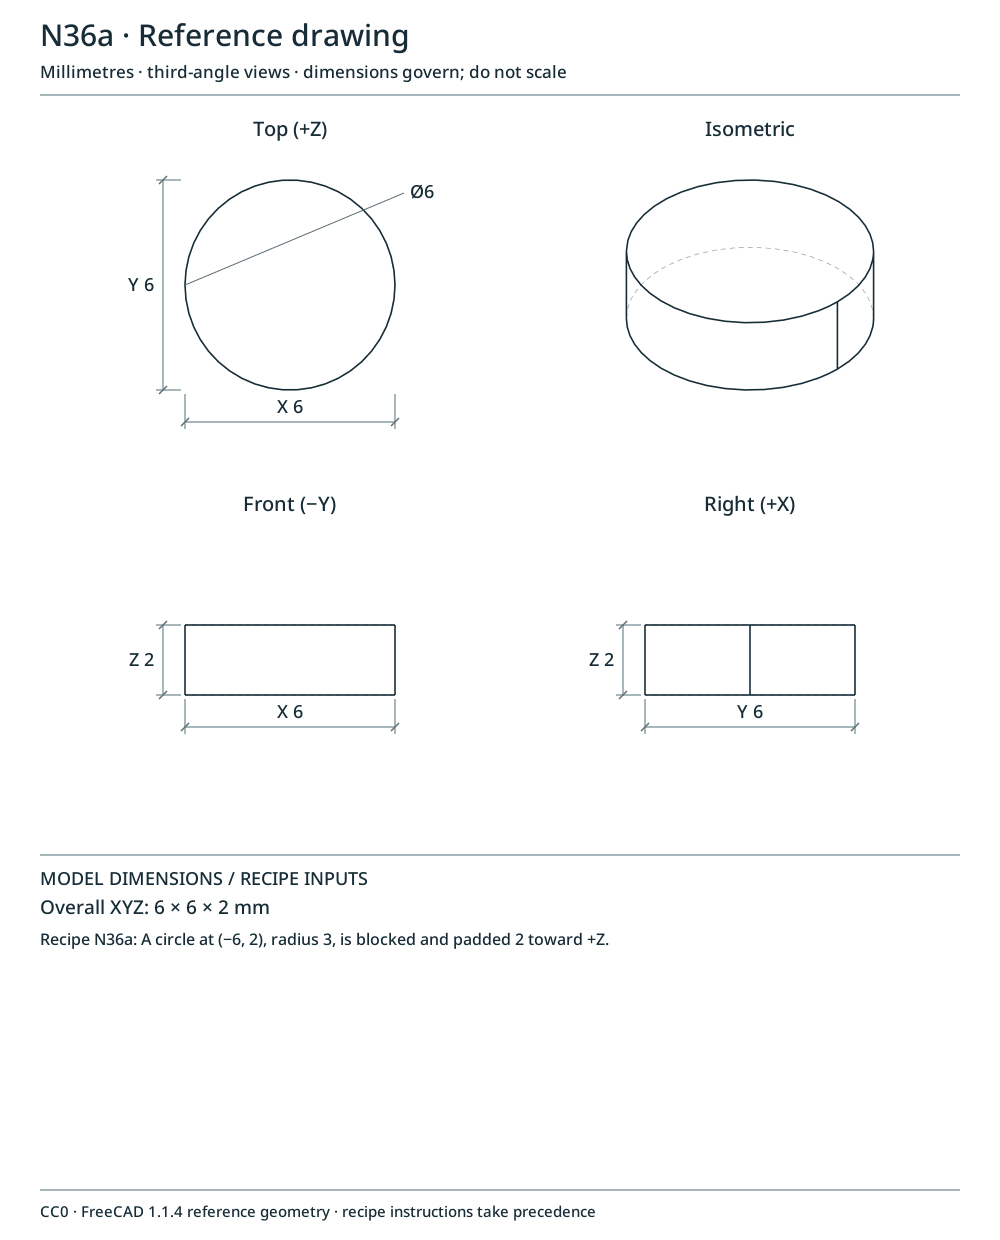 N36a · Reference drawing
Millimetres · third-angle views · dimensions govern; do not scale
Top (+Z)
Isometric
Ø6
Y 6
X 6
Front (−Y)
Right (+X)
Z 2
X 6
Z 2
Y 6
MODEL DIMENSIONS / RECIPE INPUTS
Overall XYZ: 6 × 6 × 2 mm
Recipe N36a: A circle at (−6, 2), radius 3, is blocked and padded 2 toward +Z.
CC0 · FreeCAD 1.1.4 reference geometry · recipe instructions take precedence